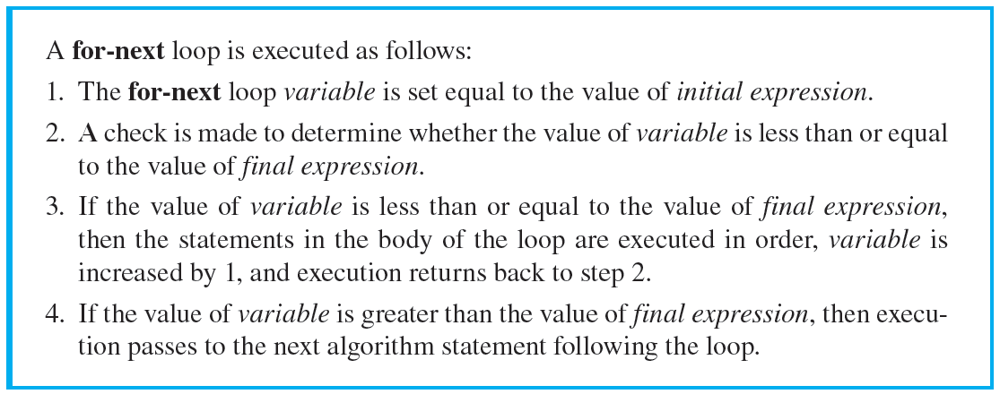 A for-next loop is executed as follows:
1. The for-next loop variable is set equal to the value of initial expression.
2. A check is made to determine whether the value of variable is less than or equal
to the value of final expression.
3. If the value of variable is less than or equal to the value of final expression,
then the statements in the body of the loop are executed in order, variable is
increased by 1, and execution returns back to step 2.
4. If the value of variable is greater than the value of final expression, then execu-
tion passes to the next algorithm statement following the loop.